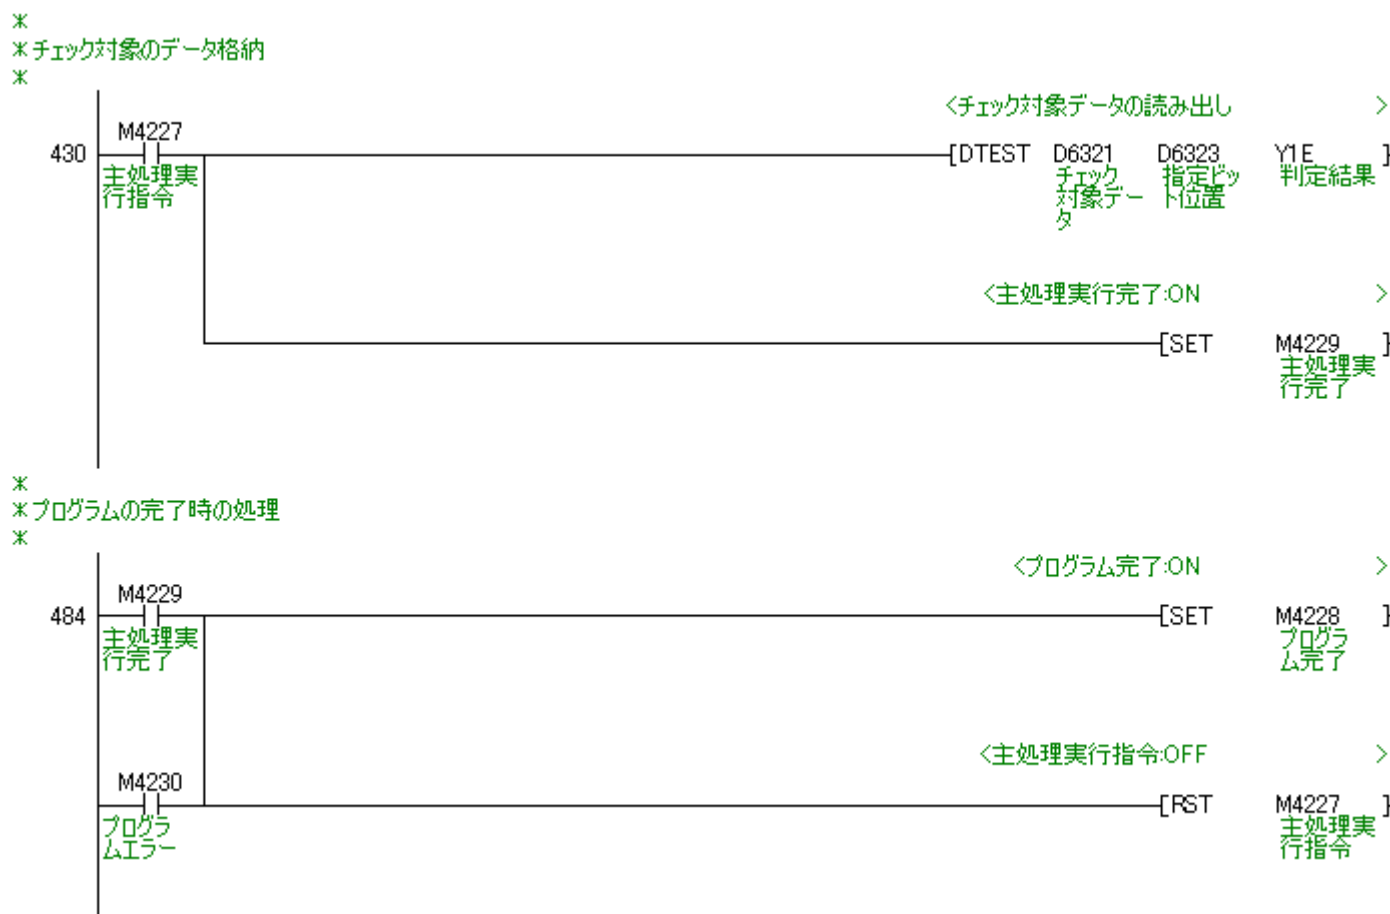 *
*チェック対象のデータ格納
*
<チェック対象データの読み出し >
M4227
430
[DTEST D6321 D6323 Y1E ]
主処理実
行指令
チェック
対象デー
タ
指定ビッ
ト位置
判定結果
<主処理実行完了:ON >
[SET M4229 ]
主処理実
行完了
*
*プログラムの完了時の処理
*
<プログラム完了:ON >
M4229
484
[SET M4228 ]
主処理実
行完了
プログラ
ム完了
<主処理実行指令:OFF >
M4230
[RST M4227 ]
プログラ
ムエラー
主処理実
行指令